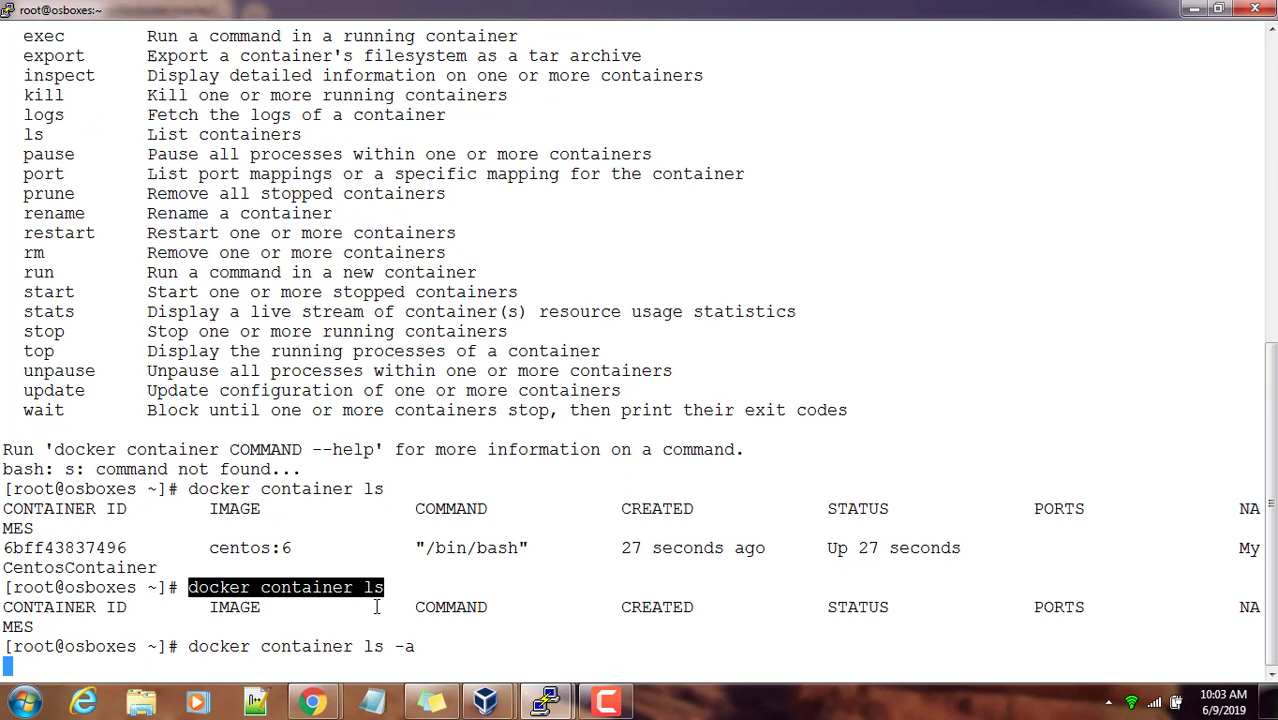 root@osboxes:~
exec Run a command in a running container
export Export a container's filesystem as a tar archive
inspect Display detailed information on one or more containers
kill Kill one or more running containers
logs Fetch the logs of a container
ls List containers
pause Pause all processes within one or more containers
port List port mappings or a specific mapping for the container
prune Remove all stopped containers
rename Rename a container
restart Restart one or more containers
rm Remove one or more containers
run Run a command in a new container
start Start one or more stopped containers
stats Display a live stream of container(s) resource usage statistics
stop Stop one or more running containers
top Display the running processes of a container
unpause Unpause all processes within one or more containers
update Update configuration of one or more containers
wait Block until one or more containers stop, then print their exit codes
Run 'docker container COMMAND --help' for more information on a command.
bash: s: command not found...
[root@osboxes ~]# docker container ls
CONTAINER ID IMAGE COMMAND CREATED STATUS PORTS NA
MES
6bff43837496 centos:6 "/bin/bash" 27 seconds ago Up 27 seconds My
CentosContainer
[root@osboxes ~]# docker container ls
CONTAINER ID IMAGE COMMAND CREATED STATUS PORTS NA
MES
[root@osboxes ~]# docker container ls -a
10:03 AM
6/9/2019